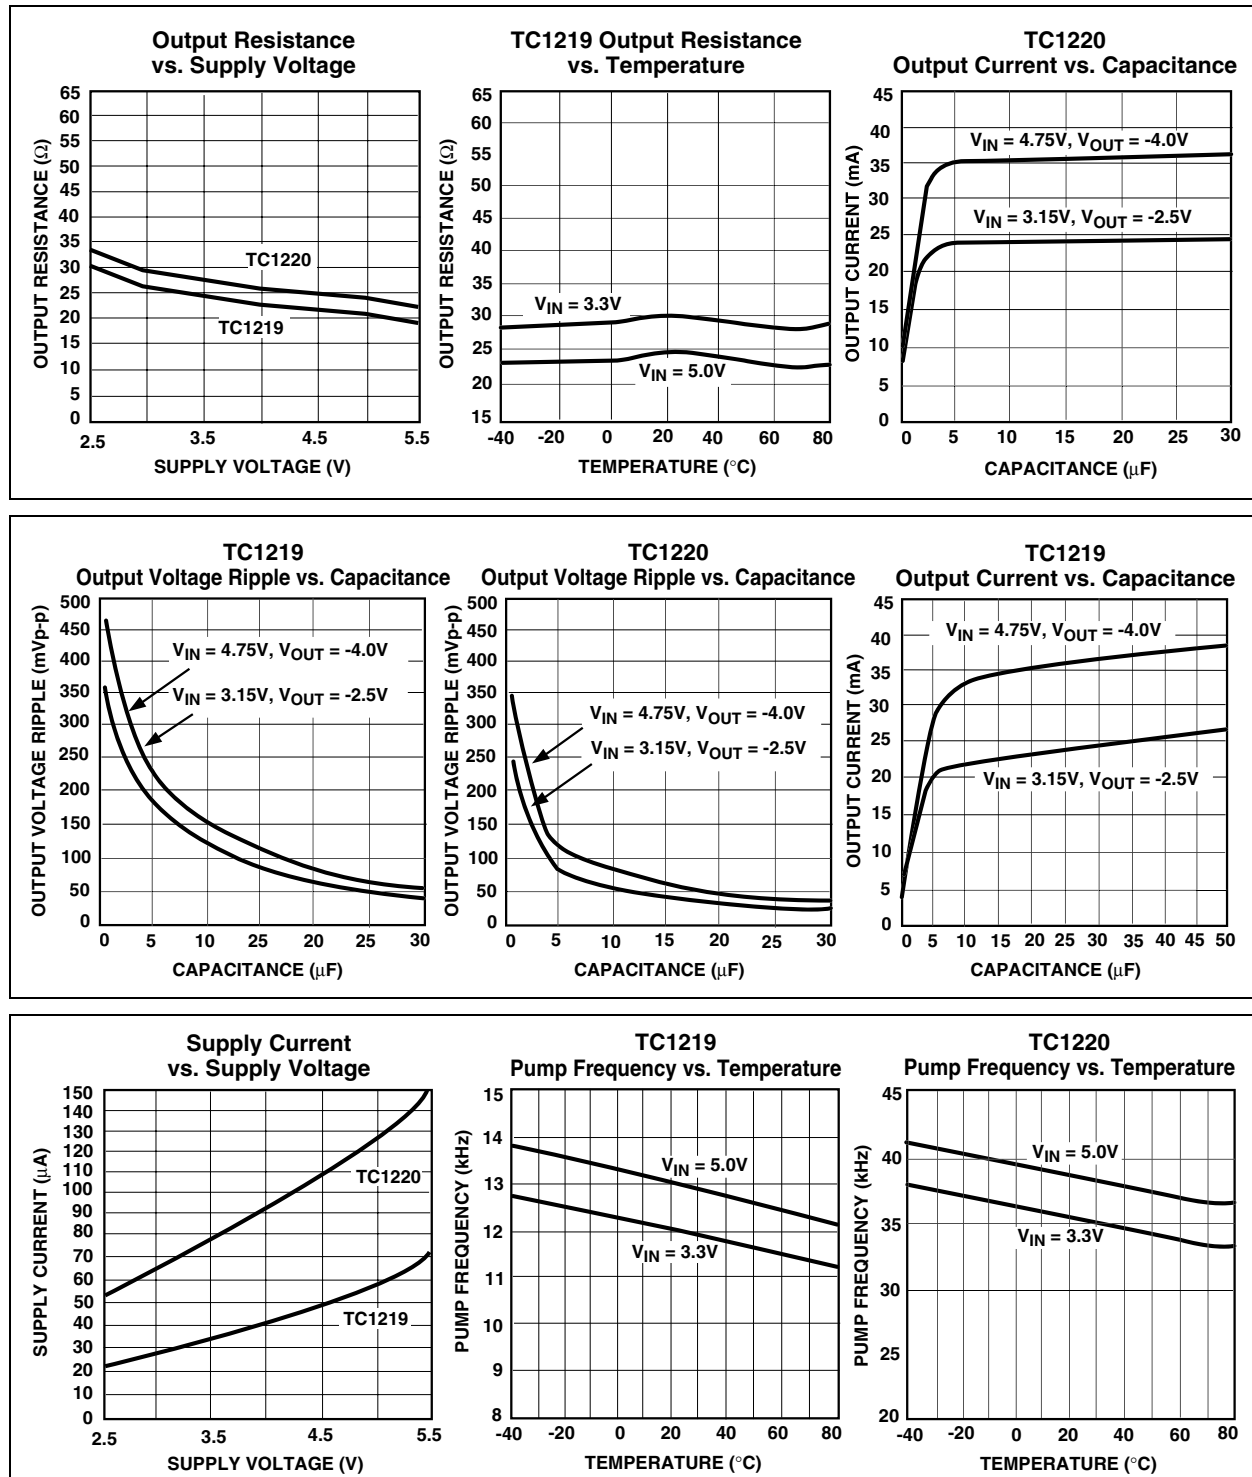 Output Resistance
vs. Supply Voltage
OUTPUT RESISTANCE (Ω)
65
60
55
50
45
40
35
30
25
20
15
10
5
0
TC1220
TC1219
2.5 3.5 4.5 5.5
SUPPLY VOLTAGE (V)
TC1219 Output Resistance
vs. Temperature
OUTPUT RESISTANCE (Ω)
65
60
55
50
45
40
35
30
25
20
15
VIN = 3.3V
VIN = 5.0V
-40 -20 0 20 40 60 80
TEMPERATURE (°C)
TC1220
Output Current vs. Capacitance
OUTPUT CURRENT (mA)
45
40
35
30
25
20
15
10
5
0
VIN = 4.75V, VOUT = -4.0V
VIN = 3.15V, VOUT = -2.5V
0 5 10 15 20 25 30
CAPACITANCE (μF)
TC1219
Output Voltage Ripple vs. Capacitance
OUTPUT VOLTAGE RIPPLE (mVp-p)
500
450
400
350
300
250
200
150
100
50
0
VIN = 4.75V, VOUT = -4.0V
VIN = 3.15V, VOUT = -2.5V
0 5 10 25 20 25 30
CAPACITANCE (μF)
TC1220
Output Voltage Ripple vs. Capacitance
OUTPUT VOLTAGE RIPPLE (mVp-p)
500
450
400
350
300
250
200
150
100
50
0
VIN = 4.75V, VOUT = -4.0V
VIN = 3.15V, VOUT = -2.5V
0 5 10 15 20 25 30
CAPACITANCE (μF)
TC1219
Output Current vs. Capacitance
OUTPUT CURRENT (mA)
45
40
35
30
25
20
15
10
5
0
VIN = 4.75V, VOUT = -4.0V
VIN = 3.15V, VOUT = -2.5V
0 5 10 15 20 25 30 35 40 45 50
CAPACITANCE (μF)
Supply Current
vs. Supply Voltage
SUPPLY CURRENT (μA)
150
140
130
120
110
100
90
80
70
60
50
40
30
20
10
0
TC1220
TC1219
2.5 3.5 4.5 5.5
SUPPLY VOLTAGE (V)
TC1219
Pump Frequency vs. Temperature
PUMP FREQUENCY (kHz)
15
14
13
12
11
10
9
8
VIN = 5.0V
VIN = 3.3V
-40 -20 0 20 40 60 80
TEMPERATURE (°C)
TC1220
Pump Frequency vs. Temperature
PUMP FREQUENCY (kHz)
45
40
35
30
25
20
VIN = 5.0V
VIN = 3.3V
-40 -20 0 20 40 60 80
TEMPERATURE (°C)